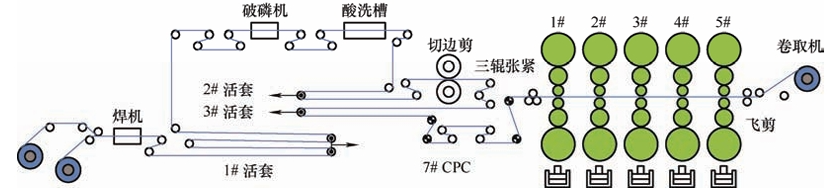 破磷机
酸洗槽
1#
2#
3#
4#
5#
卷取机
切边剪
三辊张紧
2# 活套
3# 活套
焊机
飞剪
1# 活套
7# CPC